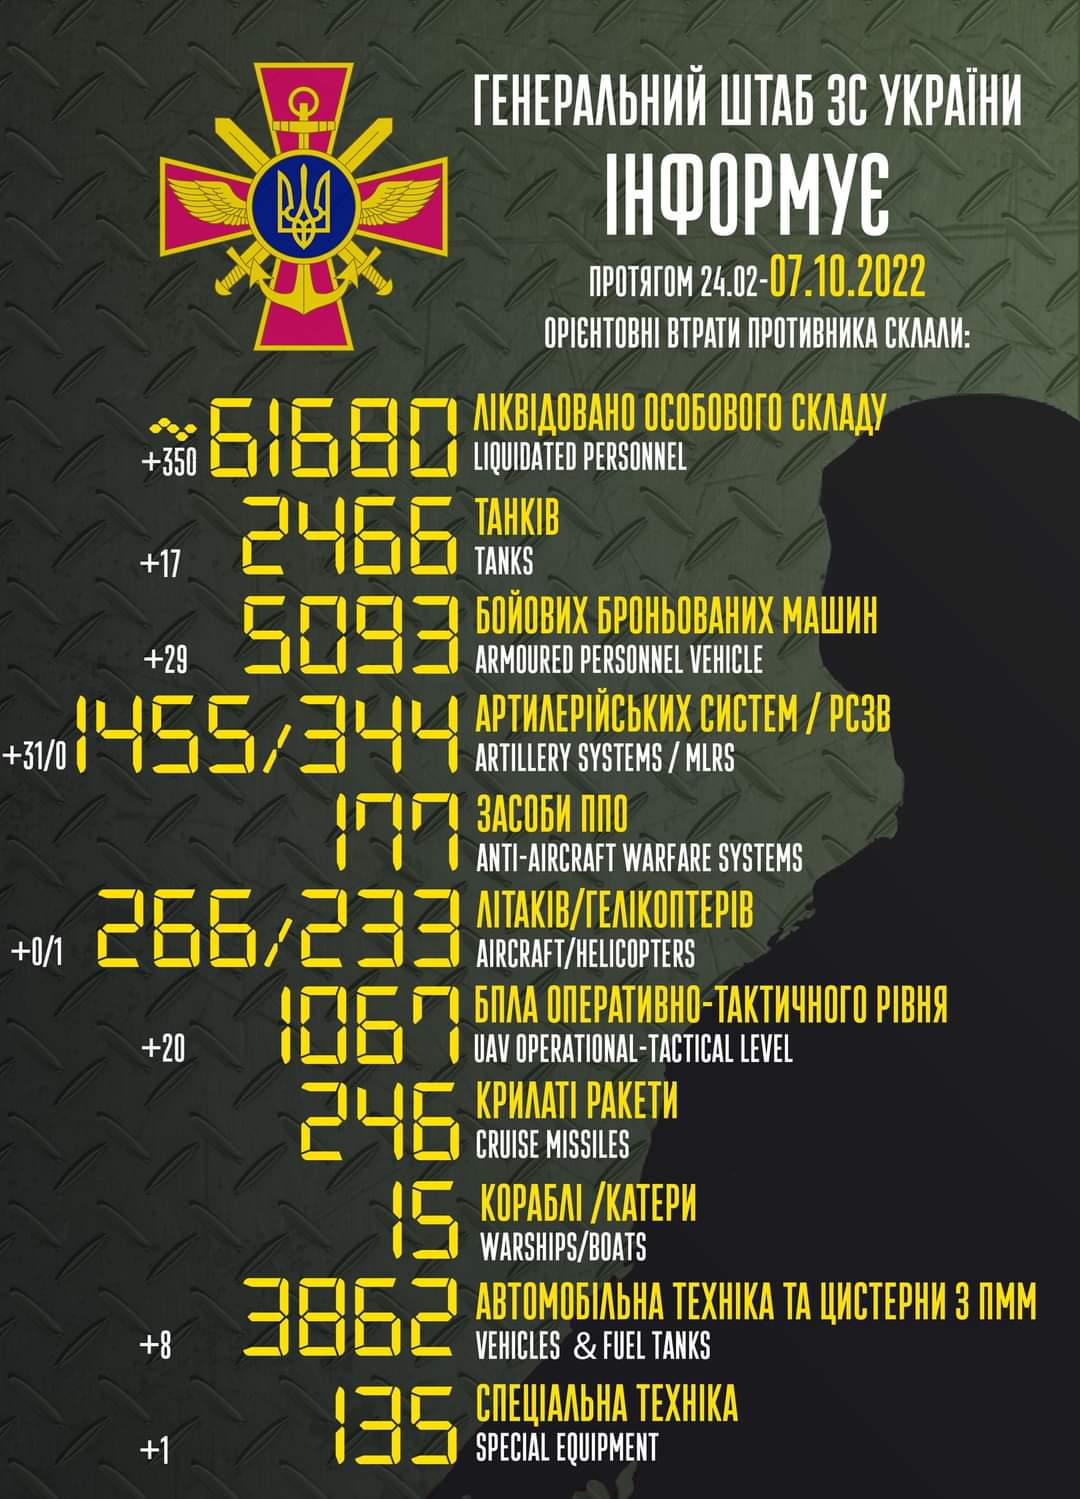 ГЕНЕРАЛЬНИЙ ШТАБ ЗС УКРАЇНИ
ІНФОРМУЄ
ПРОТЯГОМ 24.02-07.10.2022
ОРІЄНТОВНІ ВТРАТИ ПРОТИВНИКА СКЛАЛИ:
~61680 ЛІКВІДОВАНО ОСОБОВОГО СКЛАДУ
+350 LIQUIDATED PERSONNEL
2466 ТАНКІВ
+17 TANKS
5093 БОЙОВИХ БРОНЬОВАНИХ МАШИН
+29 ARMOURED PERSONNEL VEHICLE
1455/344 АРТИЛЕРІЙСЬКИХ СИСТЕМ / РСЗВ
+31/0 ARTILLERY SYSTEMS / MLRS
177 ЗАСОБИ ППО
ANTI-AIRCRAFT WARFARE SYSTEMS
266/233 ЛІТАКІВ/ГЕЛІКОПТЕРІВ
+0/1 AIRCRAFT/HELICOPTERS
1067 БПЛА ОПЕРАТИВНО-ТАКТИЧНОГО РІВНЯ
+20 UAV OPERATIONAL-TACTICAL LEVEL
246 КРИЛАТІ РАКЕТИ
CRUISE MISSILES
15 КОРАБЛІ /КАТЕРИ
WARSHIPS/BOATS
3862 АВТОМОБІЛЬНА ТЕХНІКА ТА ЦИСТЕРНИ З ПММ
+8 VEHICLES & FUEL TANKS
135 СПЕЦІАЛЬНА ТЕХНІКА
+1 SPECIAL EQUIPMENT